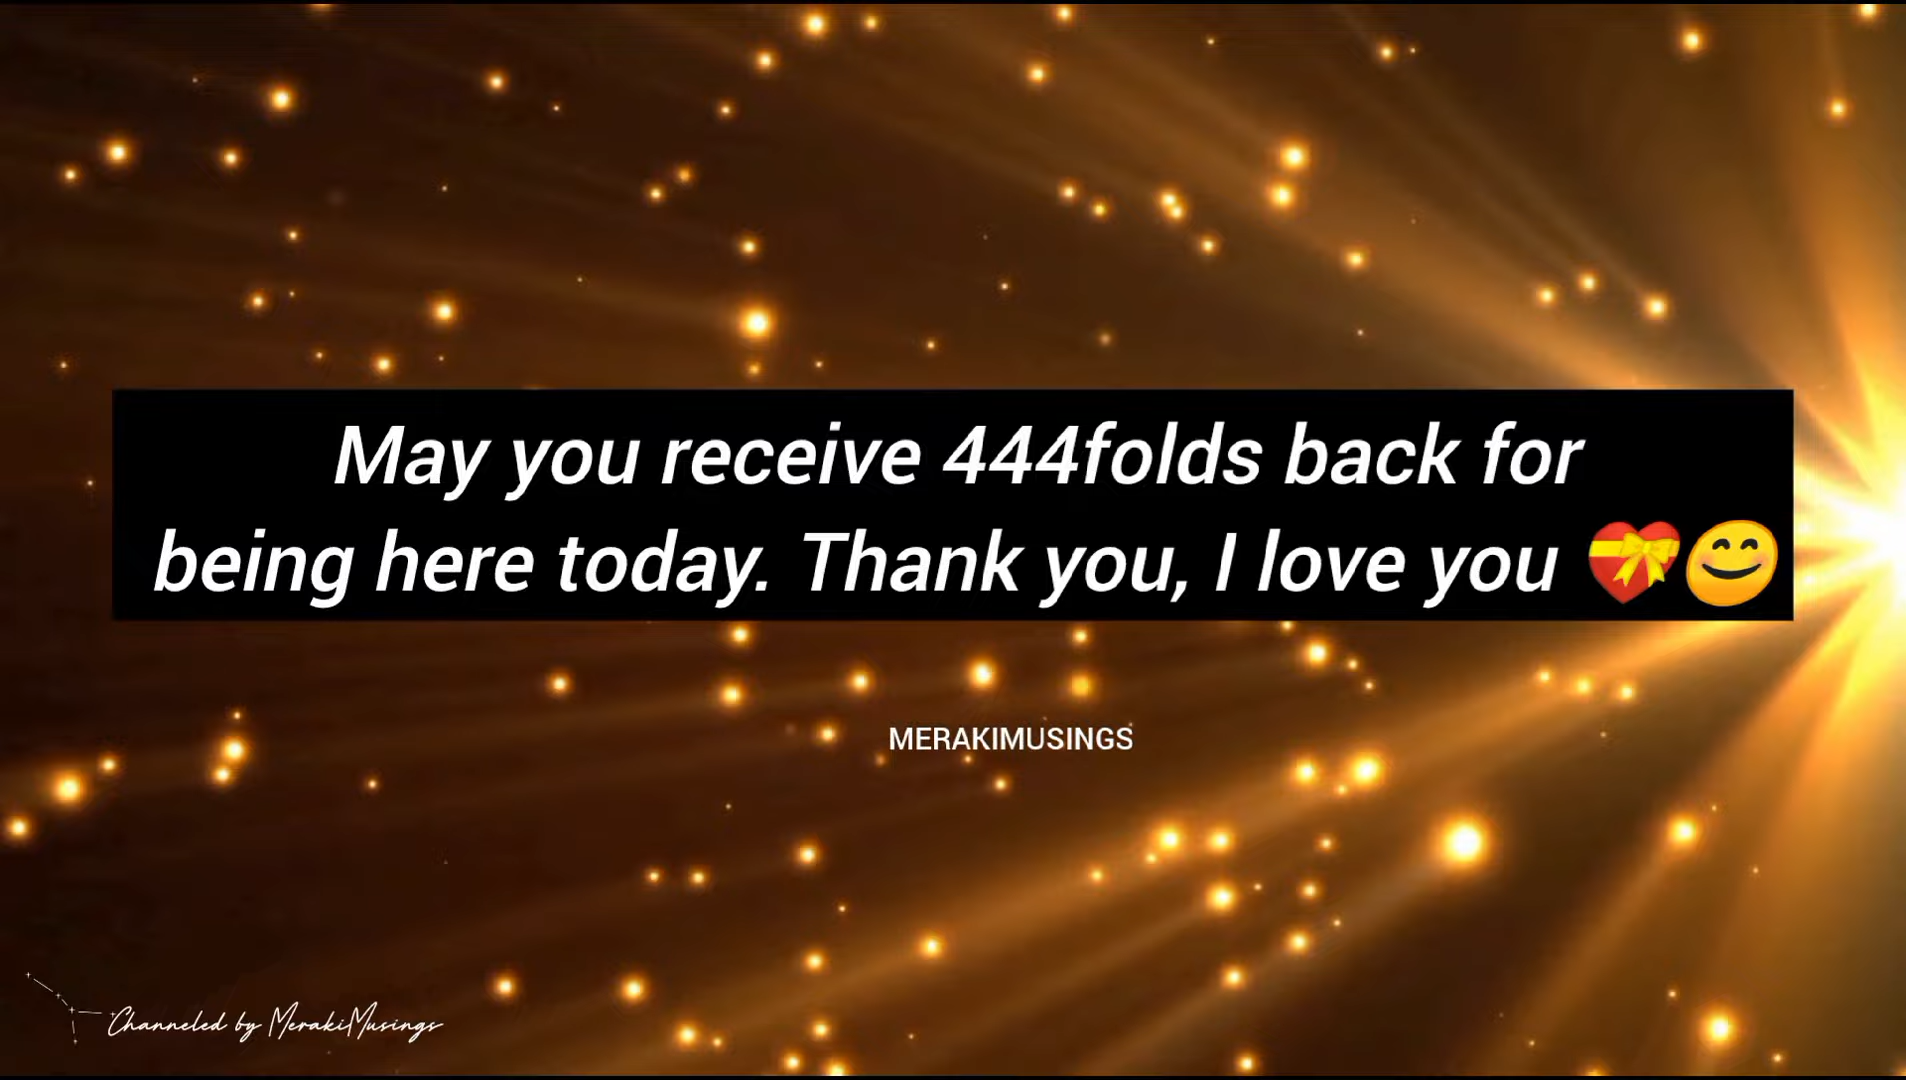 May you receive 444folds back for
being here today. Thank you, I love you 💝😊
MERAKIMUSINGS
Channeled by MerakiMusings